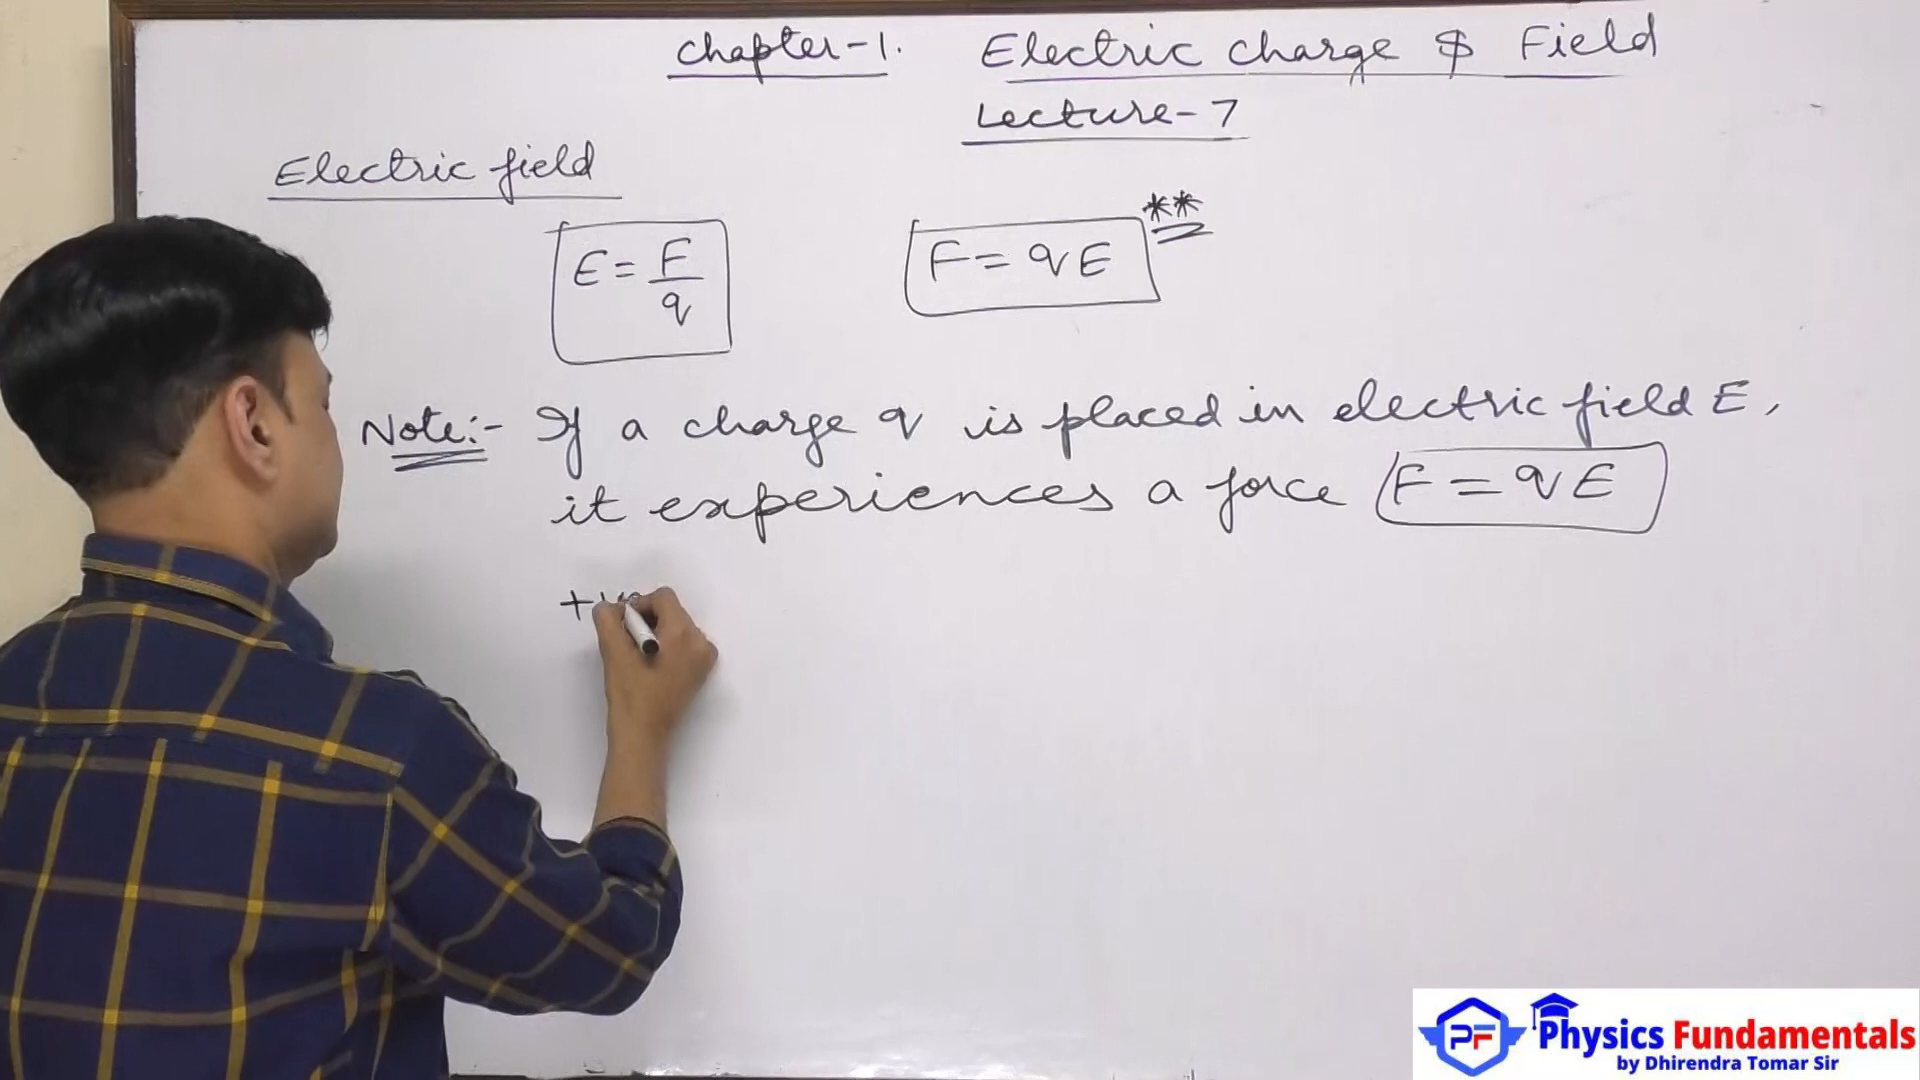 Chapter-1. Electric Charge & Field
Lecture-7
Electric field
E = F/q
F = qE **
Note:- If a charge q is placed in electric field E,
it experiences a force F = qE
+ve
PF Physics Fundamentals
by Dhirendra Tomar Sir